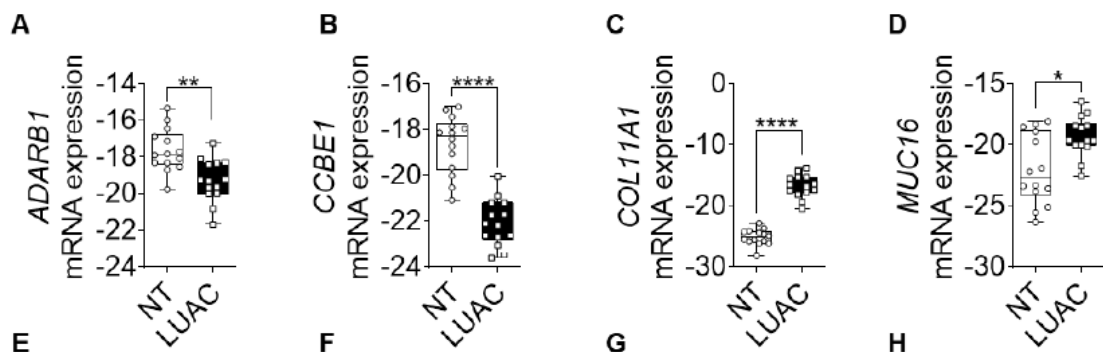 A
B
C
D
ADARB1
mRNA expression
-14
-16
-18
-20
-22
-24
**
NT
LUAC
CCBE1
mRNA expression
-16
-18
-20
-22
-24
****
NT
LUAC
COL11A1
mRNA expression
0
-10
-20
-30
****
NT
LUAC
MUC16
mRNA expression
-15
-20
-25
-30
*
NT
LUAC
E
F
G
H